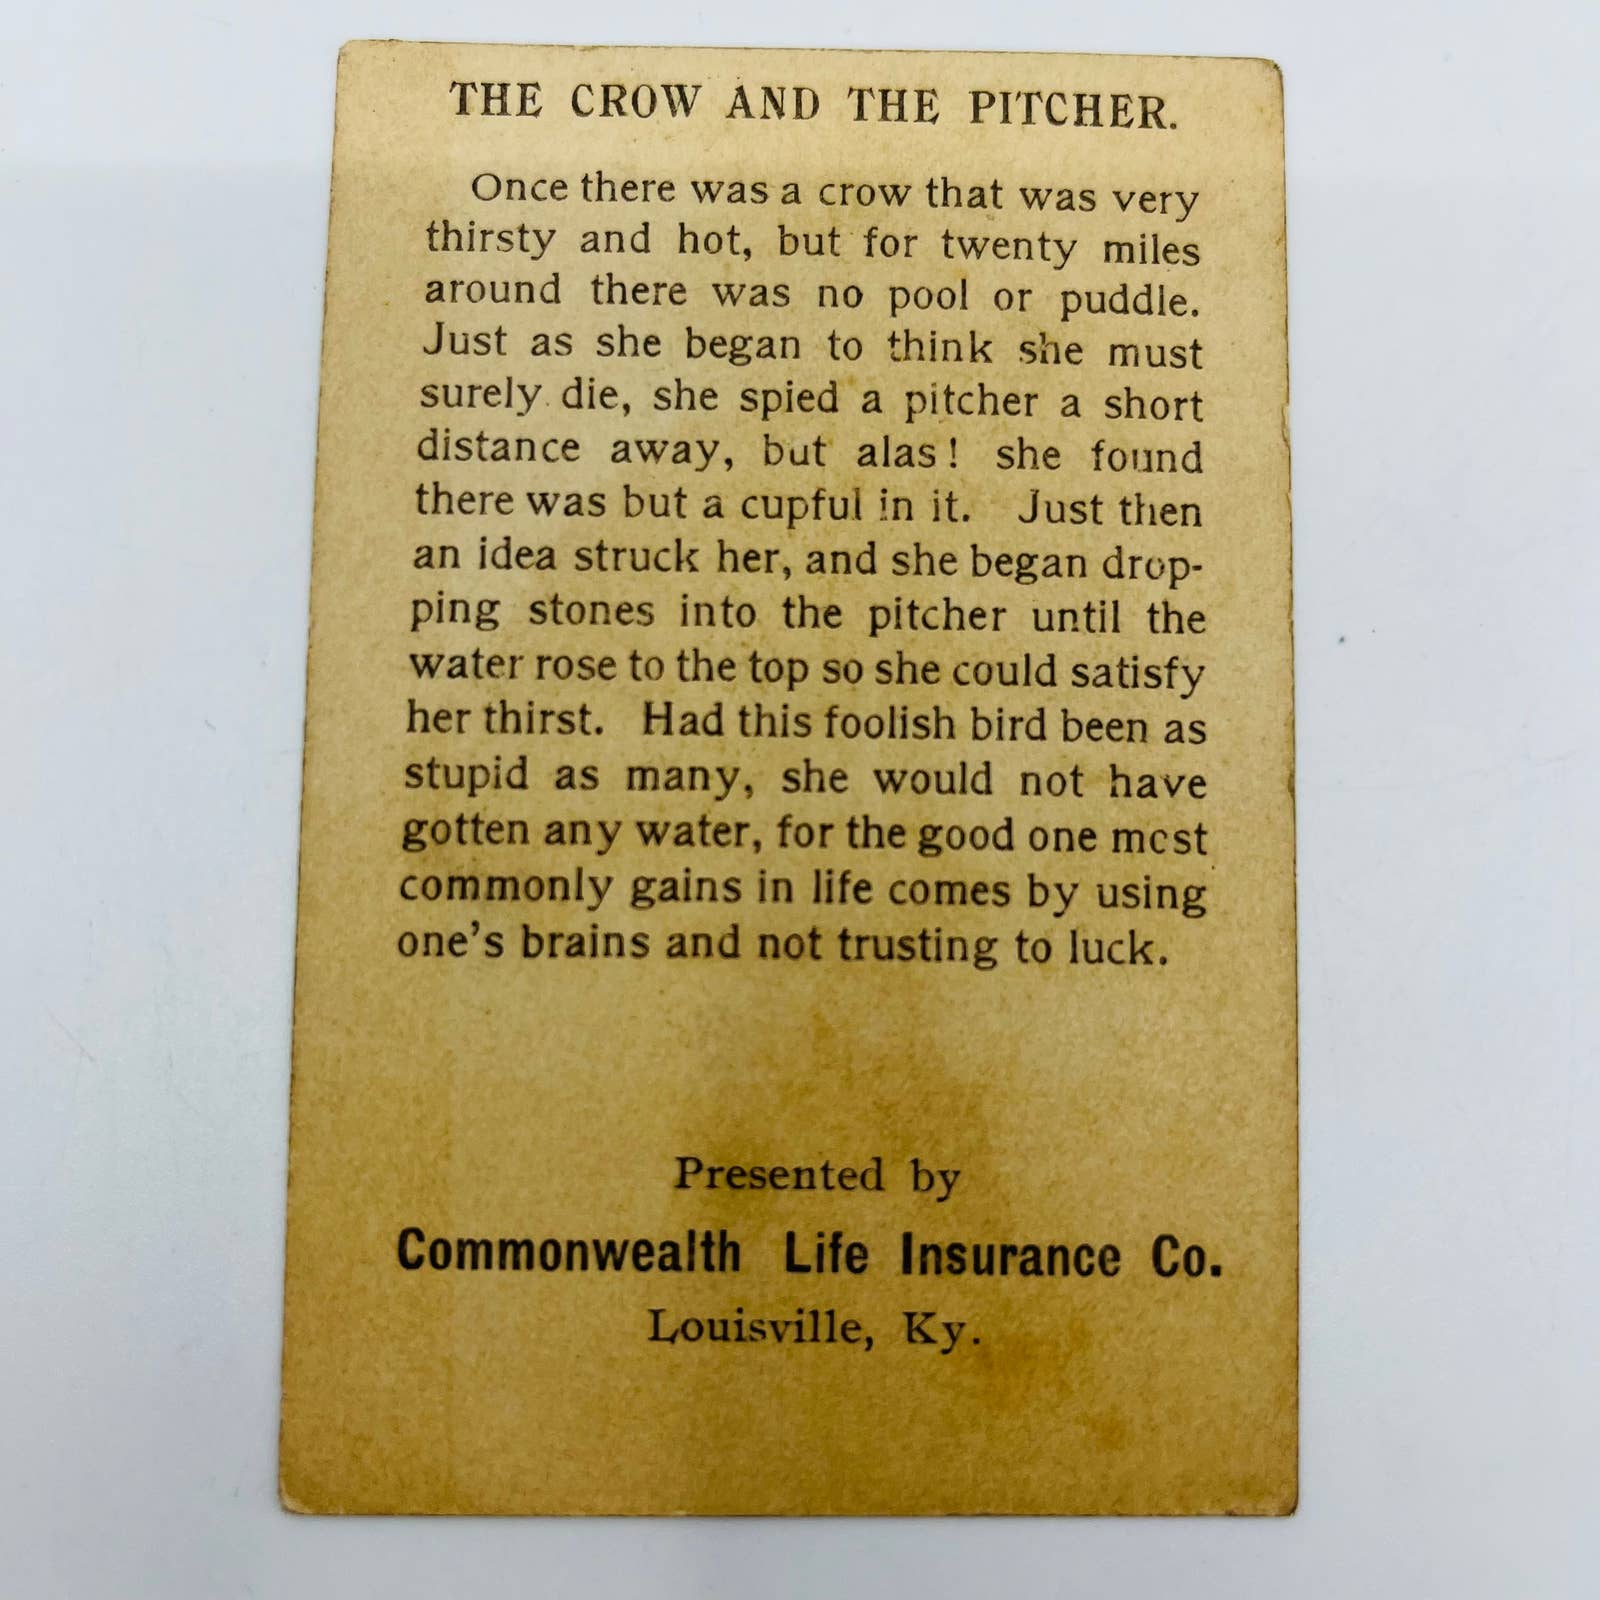 THE CROW AND THE PITCHER.
Once there was a crow that was very
thirsty and hot, but for twenty miles
around there was no pool or puddle.
Just as she began to think she must
surely die, she spied a pitcher a short
distance away, but alas! she found
there was but a cupful in it. Just then
an idea struck her, and she began drop-
ping stones into the pitcher until the
water rose to the top so she could satisfy
her thirst. Had this foolish bird been as
stupid as many, she would not have
gotten any water, for the good one most
commonly gains in life comes by using
one's brains and not trusting to luck.
Presented by
Commonwealth Life Insurance Co.
Louisville, Ky.